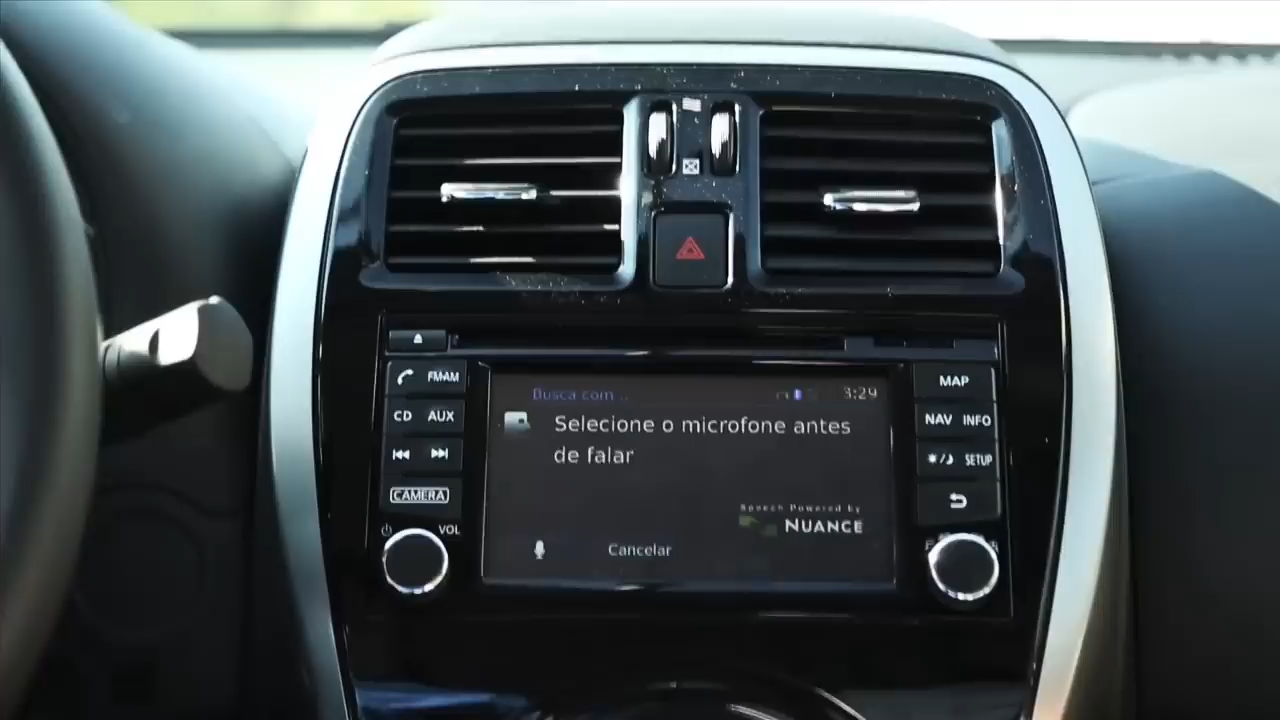 FM·AM
CD AUX
CAMERA
VOL
Busca com ..
3:29
Selecione o microfone antes
de falar
Speech Powered by
NUANCE
Cancelar
MAP
NAV INFO
SETUP